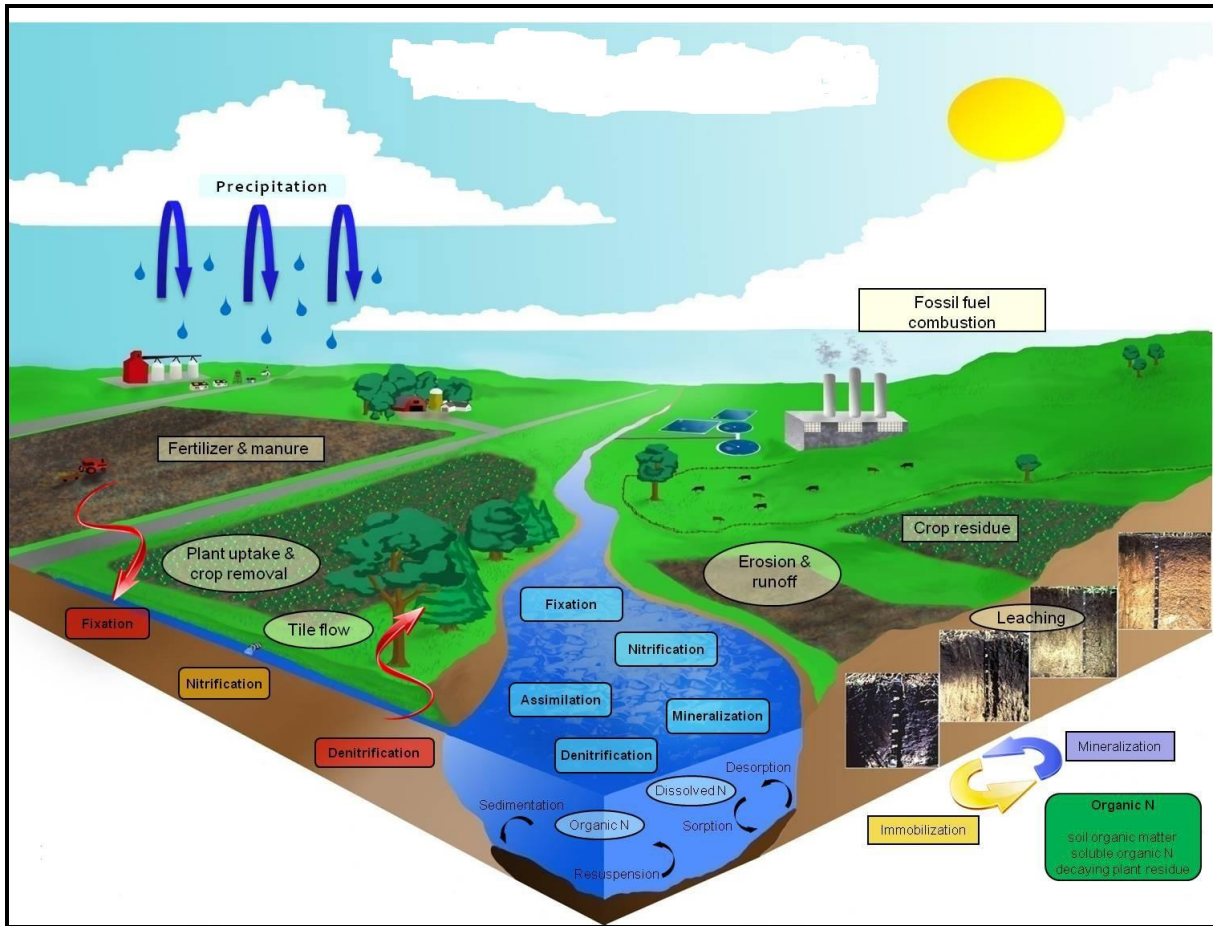 Precipitation
Fossil fuel
combustion
Fertilizer & manure
Crop residue
Plant uptake &
crop removal
Erosion &
runoff
Fixation
Leaching
Fixation
Tile flow
Nitrification
Nitrification
Assimilation
Mineralization
Denitrification
Denitrification
Mineralization
Desorption
Dissolved N
Sedimentation
Organic N
Sorption
Immobilization
Resuspension
Organic N
soil organic matter
soluble organic N
decaying plant residue